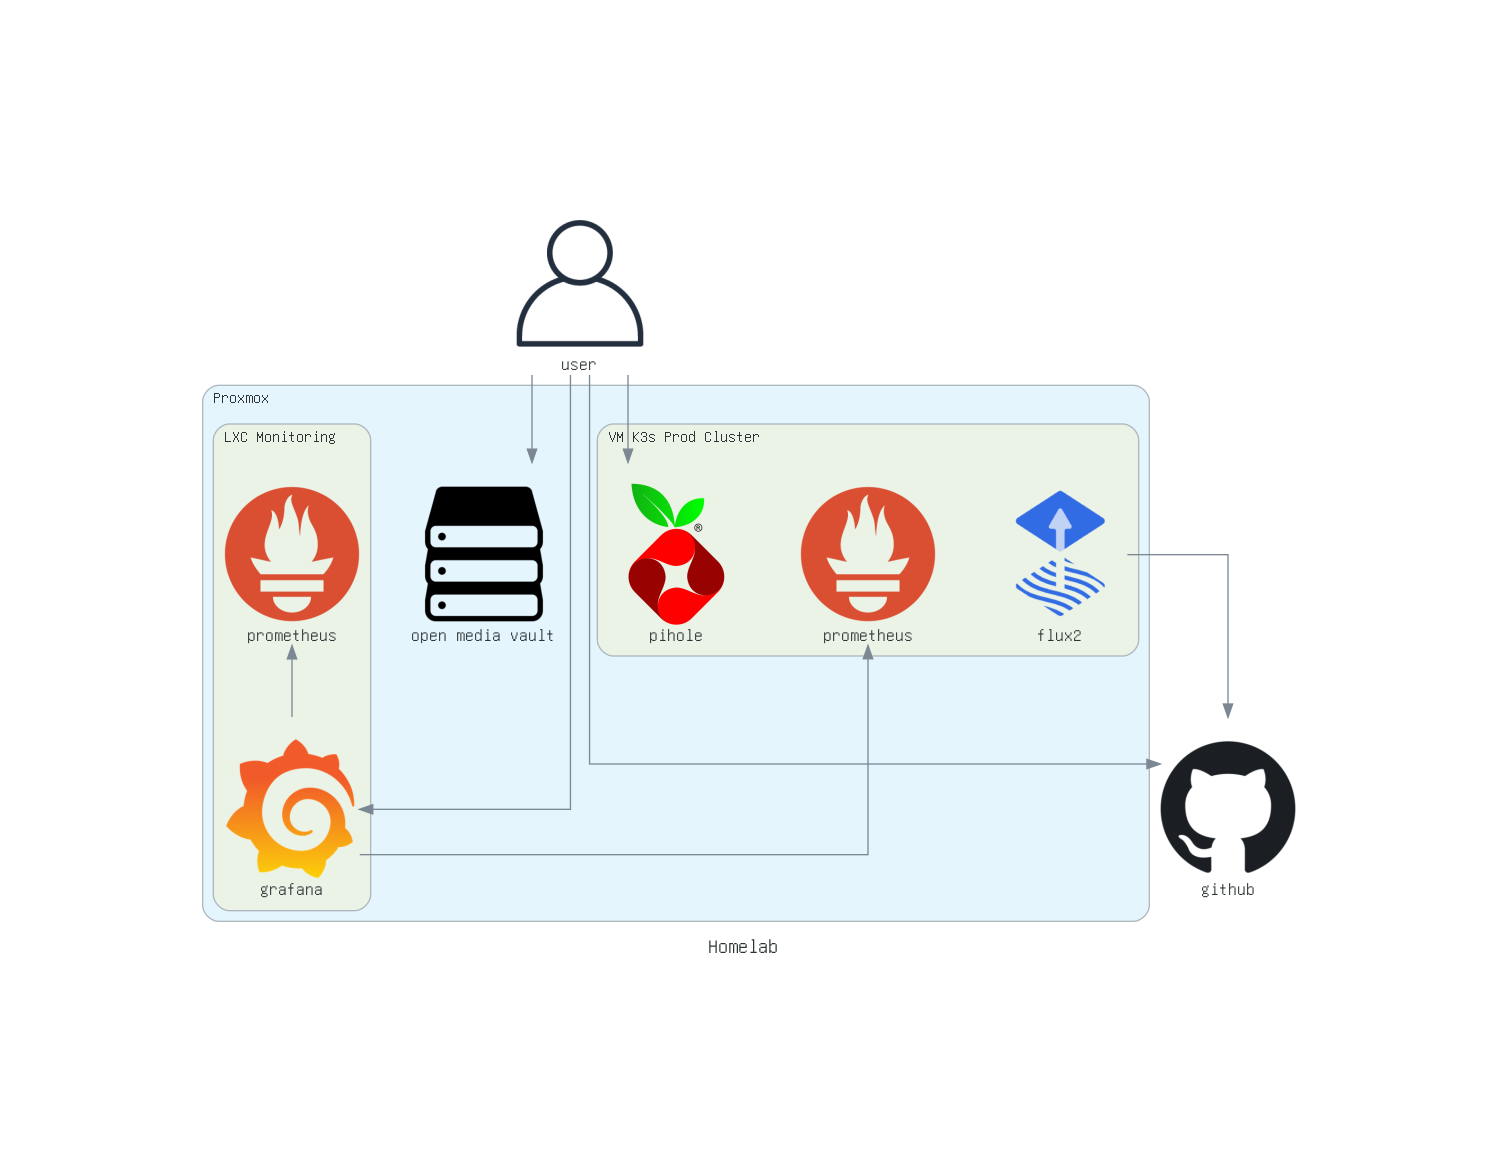 user
Proxmox
LXC Monitoring
VM K3s Prod Cluster
®
prometheus
open media vault
pihole
prometheus
flux2
grafana
github
Homelab